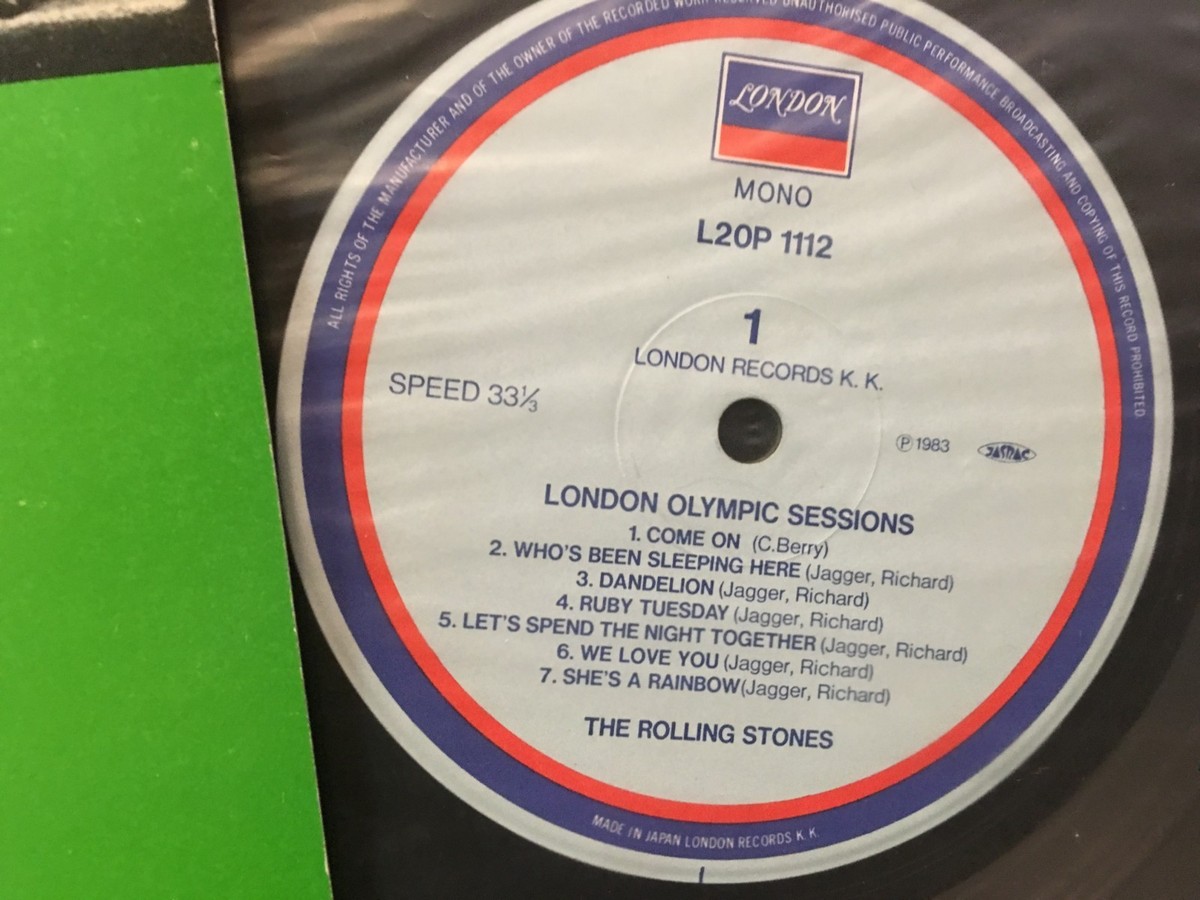 ALL RIGHTS OF THE MANUFACTURER AND OF THE OWNER OF THE RECORDED WORK RESERVED UNAUTHORISED PUBLIC PERFORMANCE BROADCASTING AND COPYING OF THIS RECORD PROHIBITED
LONDON
MONO
L20P 1112
1
LONDON RECORDS K. K.
SPEED 33⅓
Ⓟ1983 JASRAC
LONDON OLYMPIC SESSIONS
1. COME ON (C.Berry)
2. WHO'S BEEN SLEEPING HERE (Jagger, Richard)
3. DANDELION (Jagger, Richard)
4. RUBY TUESDAY (Jagger, Richard)
5. LET'S SPEND THE NIGHT TOGETHER (Jagger, Richard)
6. WE LOVE YOU (Jagger, Richard)
7. SHE'S A RAINBOW(Jagger, Richard)
THE ROLLING STONES
MADE IN JAPAN LONDON RECORDS K. K.